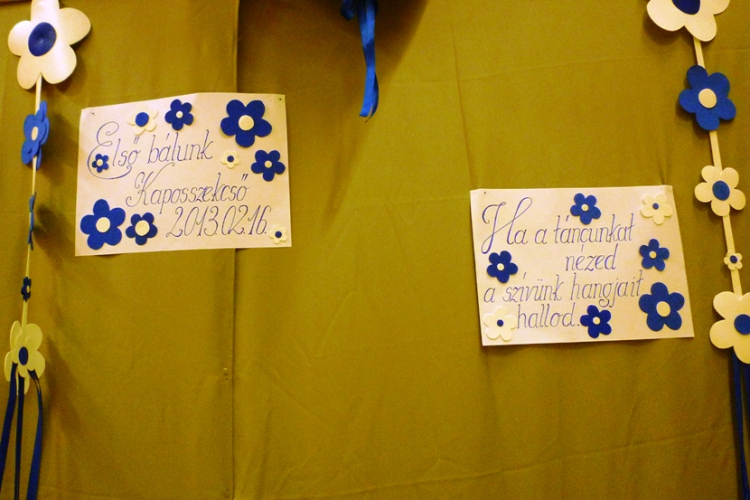 Első bálunk
Kaposszekcső
2013.02.16.
Ha a táncunkat
nézed
a szívünk hangjait
hallod.